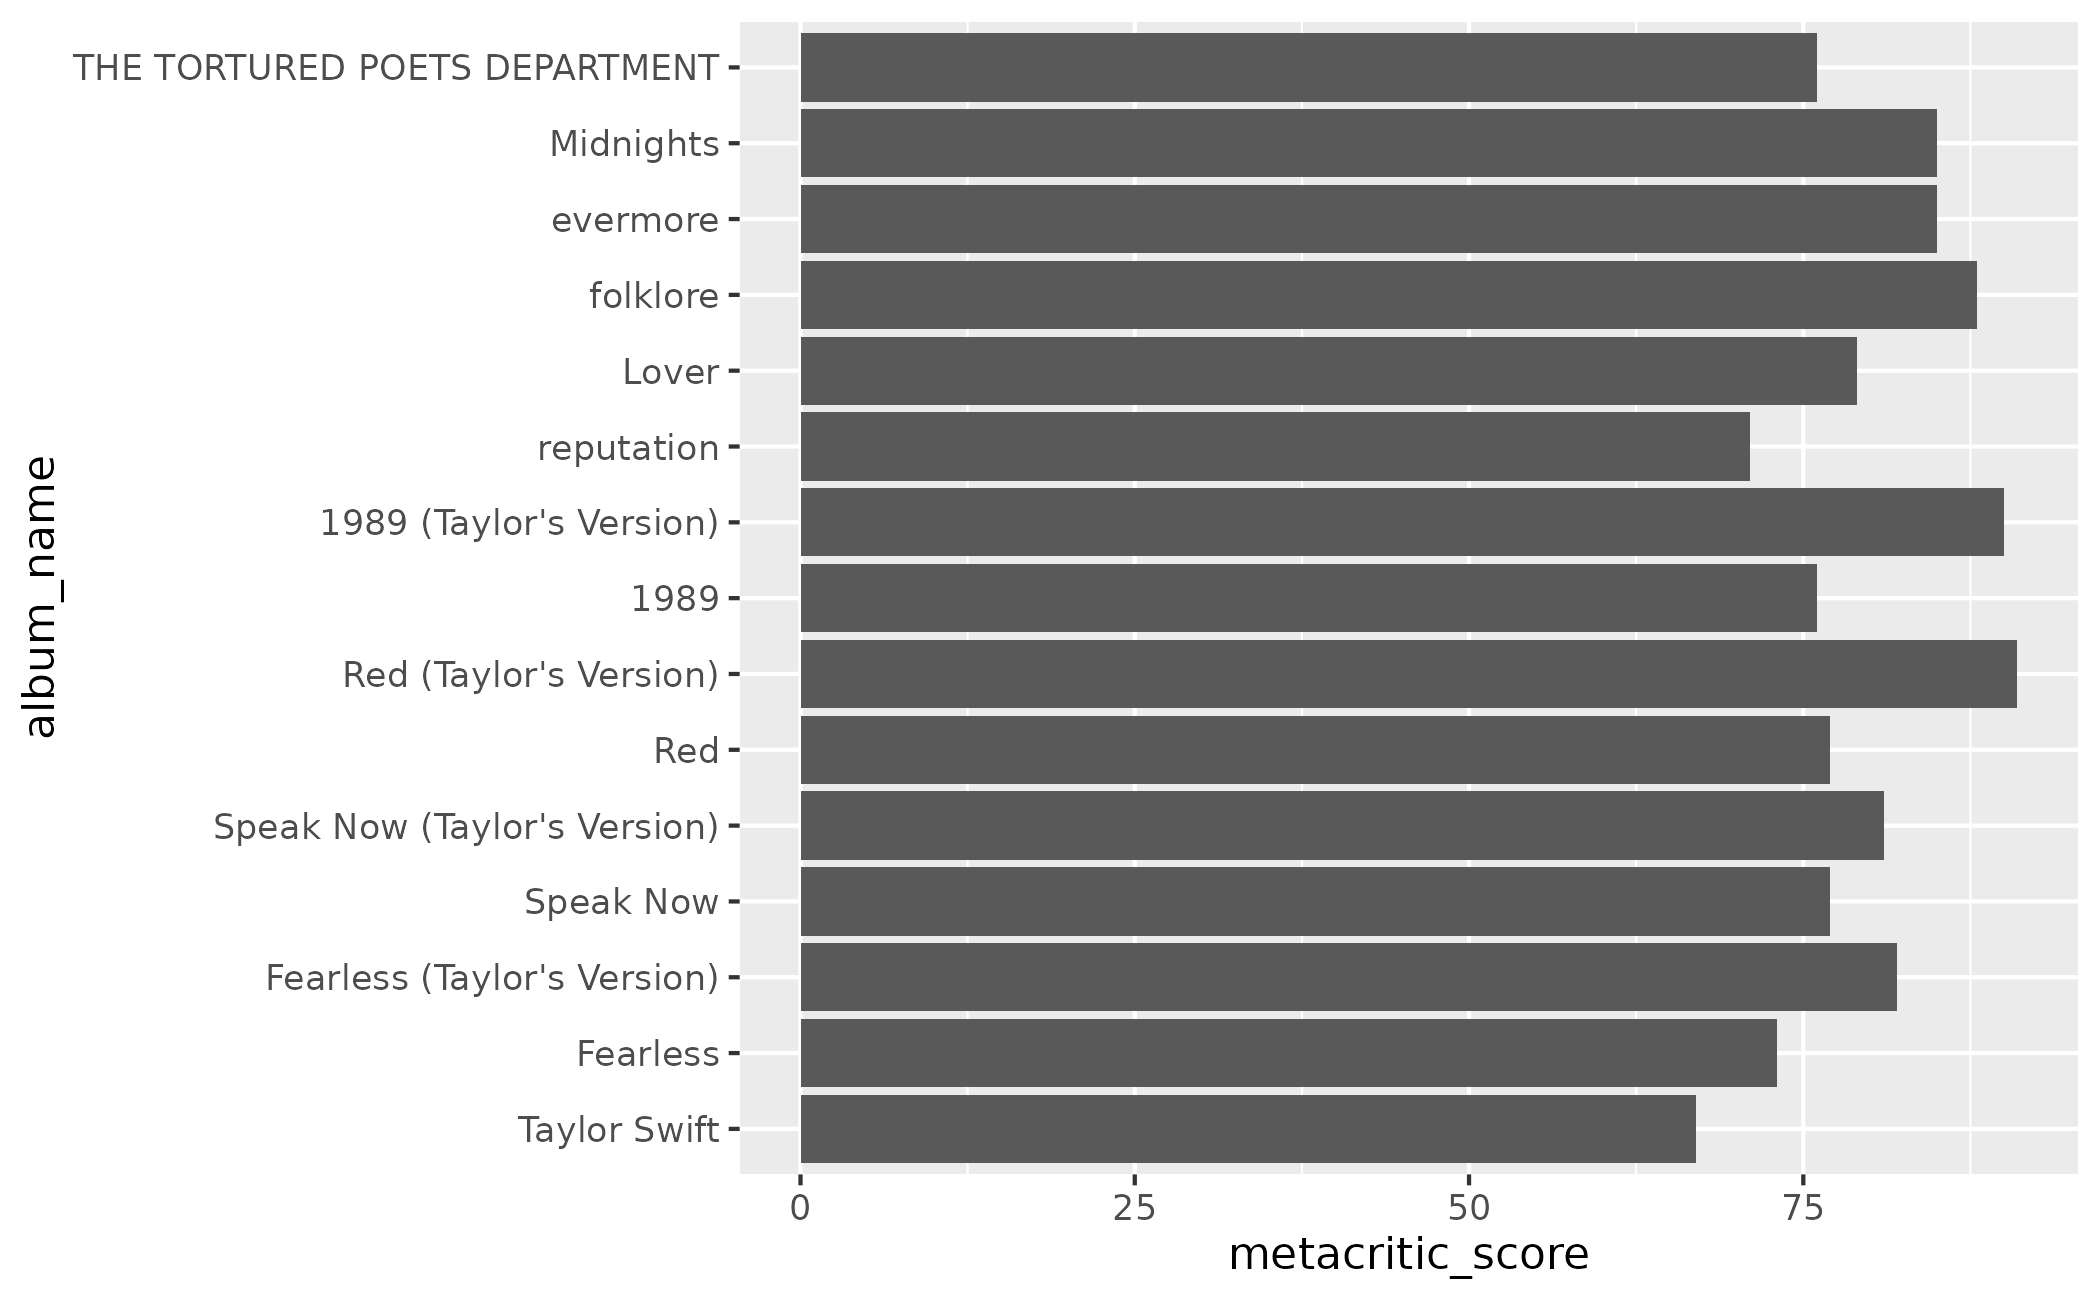 THE TORTURED POETS DEPARTMENT
Midnights
evermore
folklore
Lover
reputation
1989 (Taylor's Version)
1989
Red (Taylor's Version)
Red
Speak Now (Taylor's Version)
Speak Now
Fearless (Taylor's Version)
Fearless
Taylor Swift
album_name
0 25 50 75
metacritic_score